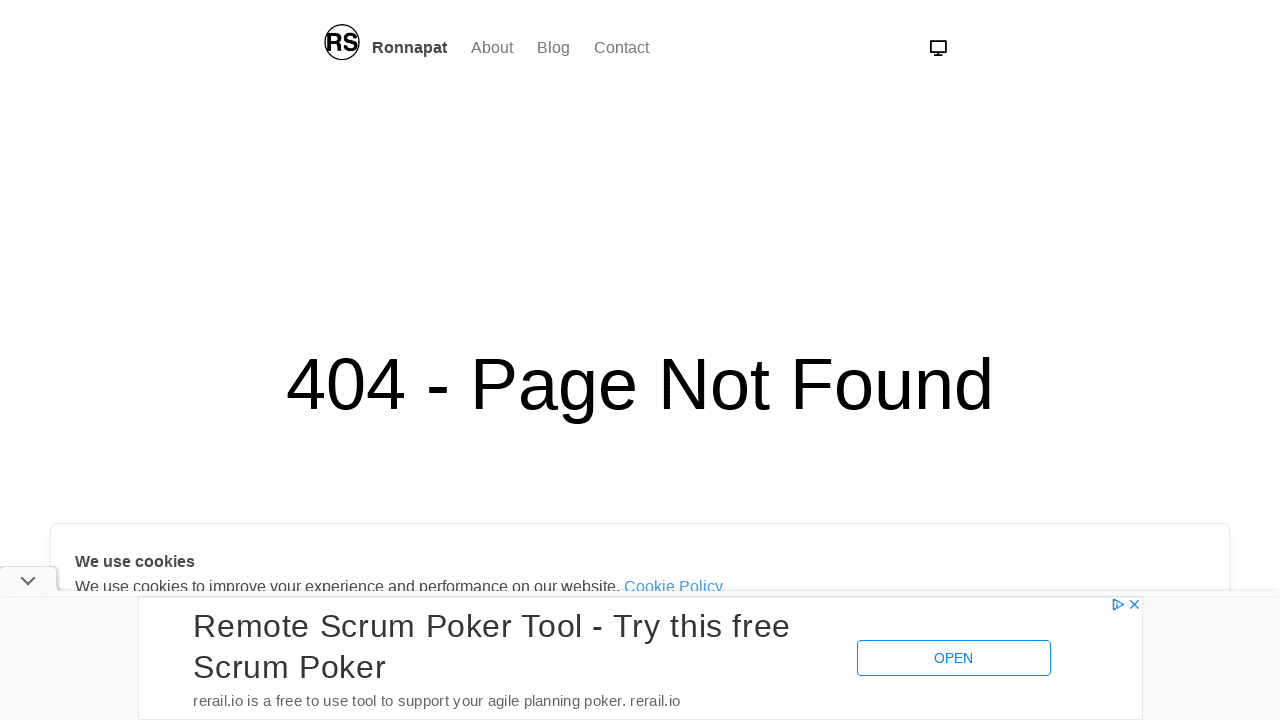 RS Ronnapat About Blog Contact
404 - Page Not Found
We use cookies
We use cookies to improve your experience and performance on our website. Cookie Policy
Remote Scrum Poker Tool - Try this free
Scrum Poker
OPEN
rerail.io is a free to use tool to support your agile planning poker. rerail.io